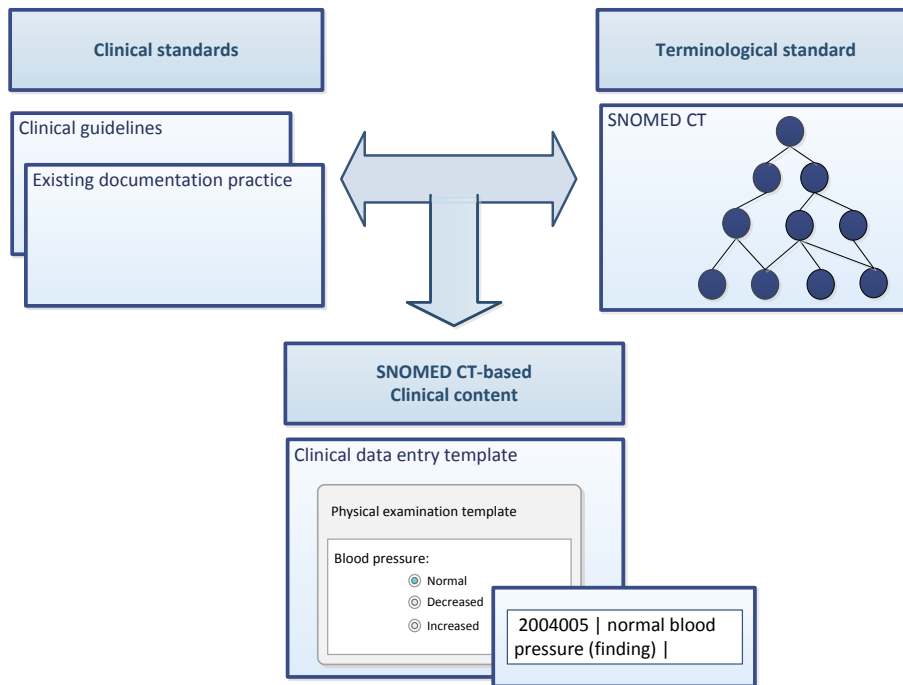 Clinical standards
Terminological standard
Clinical guidelines
Existing documentation practice
SNOMED CT
SNOMED CT-based
Clinical content
Clinical data entry template
Physical examination template
Blood pressure:
Normal
Decreased
Increased
2004005 | normal blood
pressure (finding) |